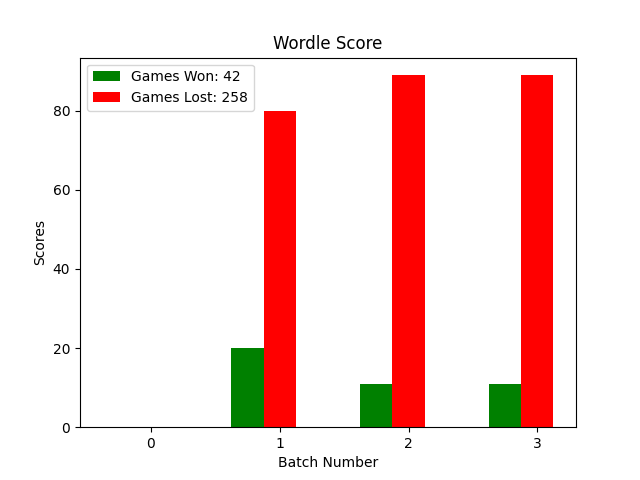 Wordle Score
Games Won: 42
Games Lost: 258
80
60
40
20
0
Scores
0 1 2 3
Batch Number